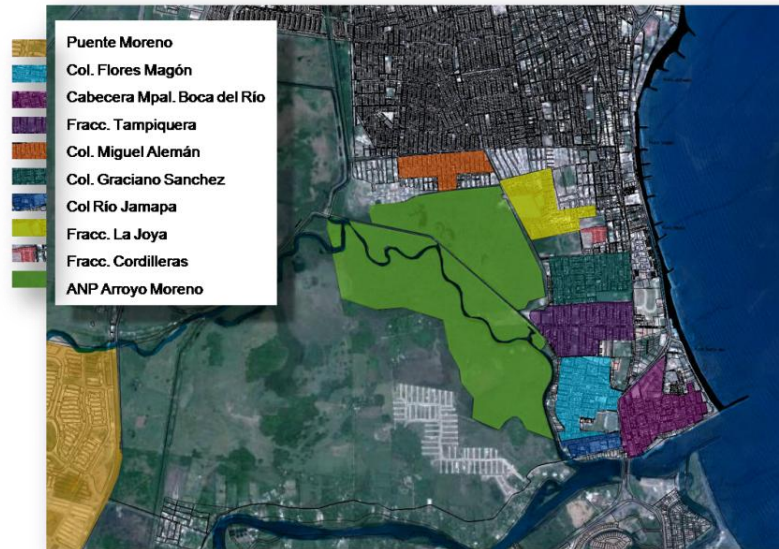 Puente Moreno
Col. Flores Magón
Cabecera Mpal. Boca del Río
Fracc. Tampiquera
Col. Miguel Alemán
Col. Graciano Sanchez
Col Río Jamapa
Fracc. La Joya
Fracc. Cordilleras
ANP Arroyo Moreno